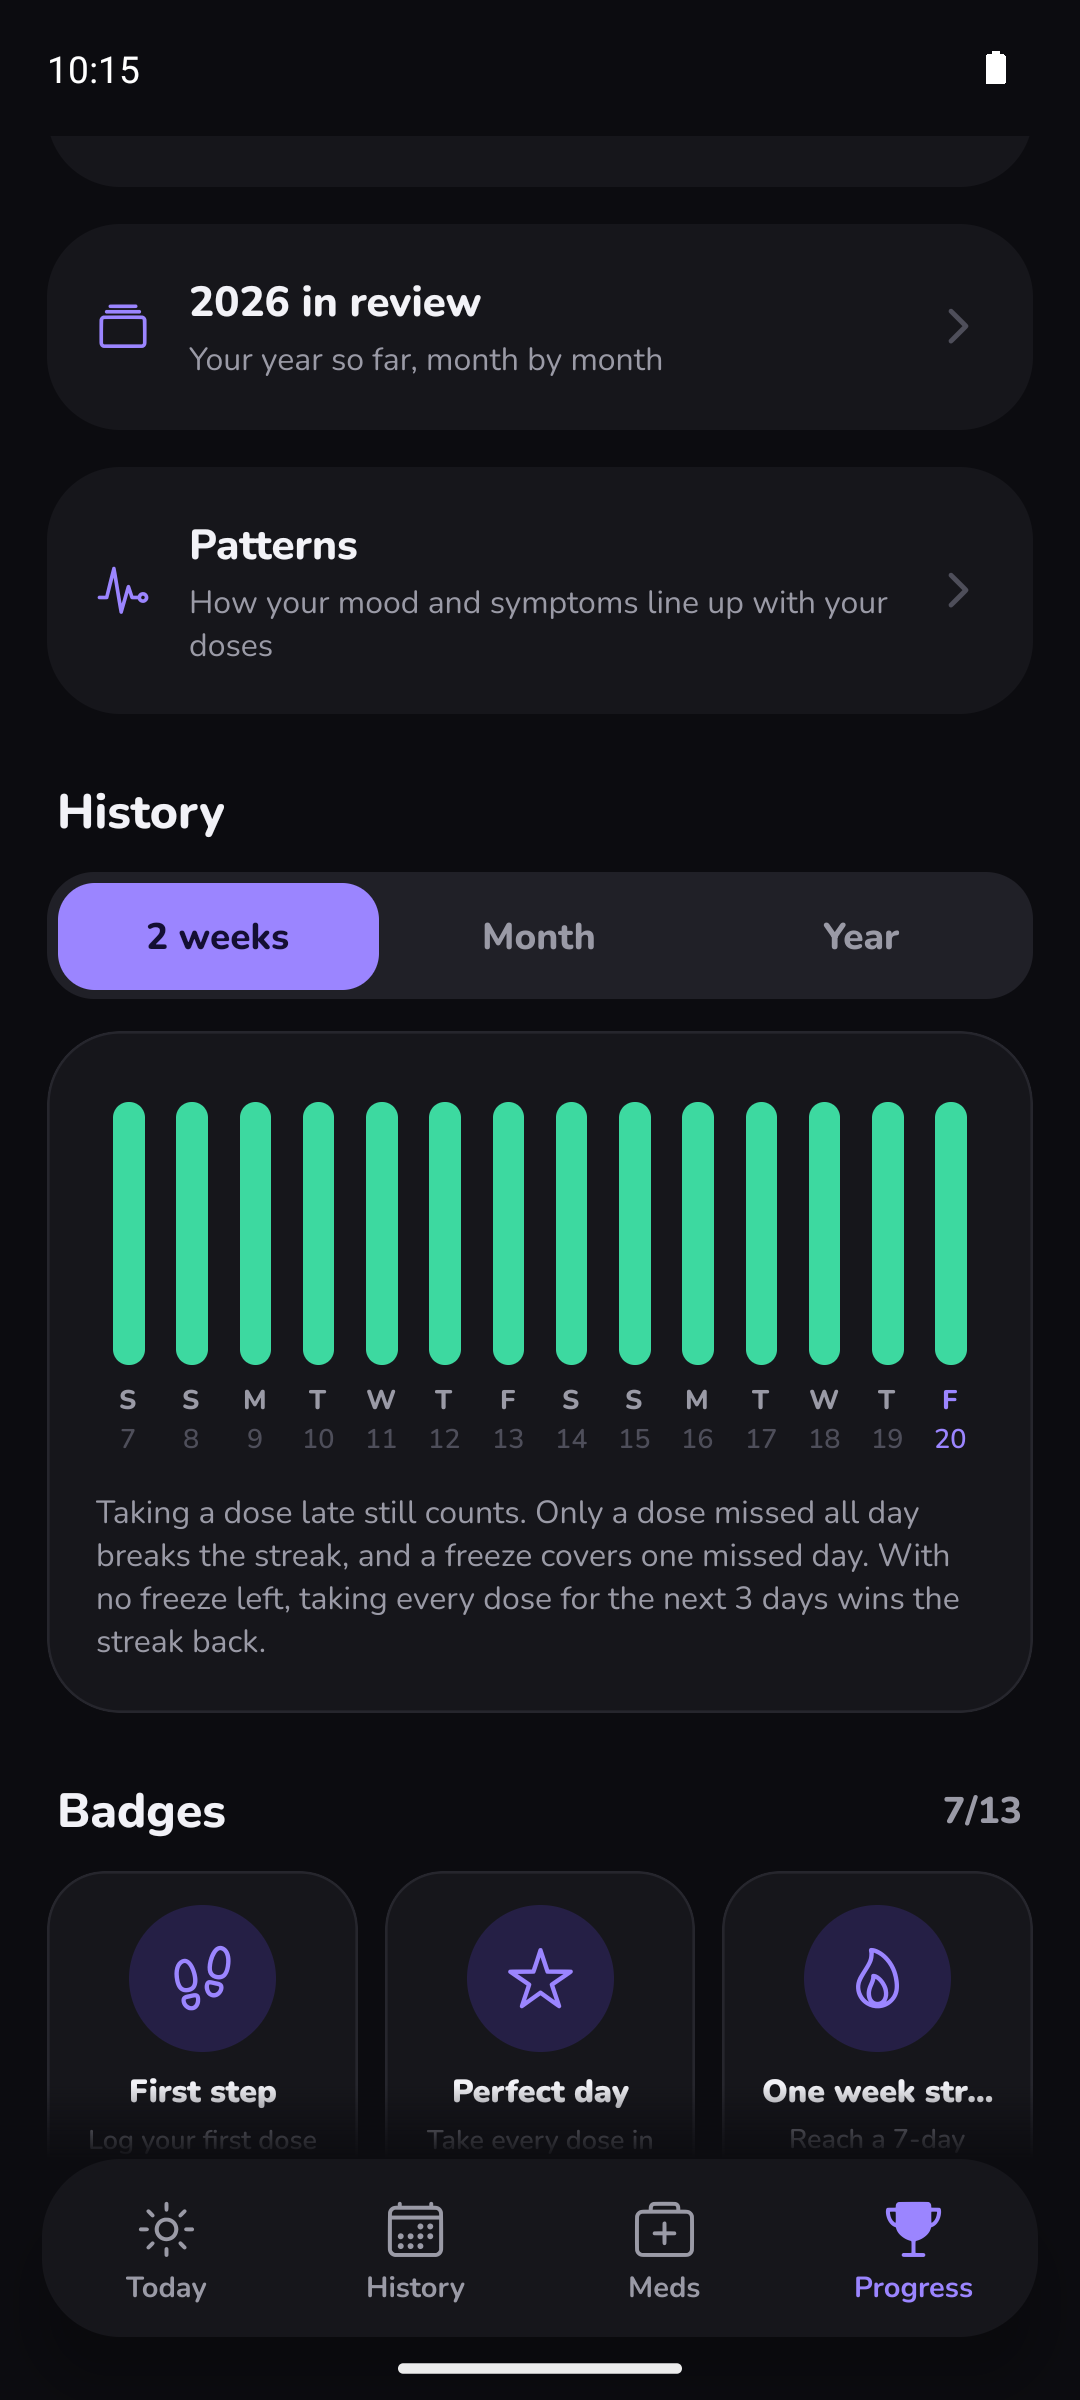 10:15
2026 in review
Your year so far, month by month
Patterns
How your mood and symptoms line up with your
doses
History
2 weeks Month Year
S S M T W T F S S M T W T F
7 8 9 10 11 12 13 14 15 16 17 18 19 20
Taking a dose late still counts. Only a dose missed all day
breaks the streak, and a freeze covers one missed day. With
no freeze left, taking every dose for the next 3 days wins the
streak back.
Badges 7/13
First step Perfect day One week str...
Log your first dose Take every dose in Reach a 7-day
Today History Meds Progress